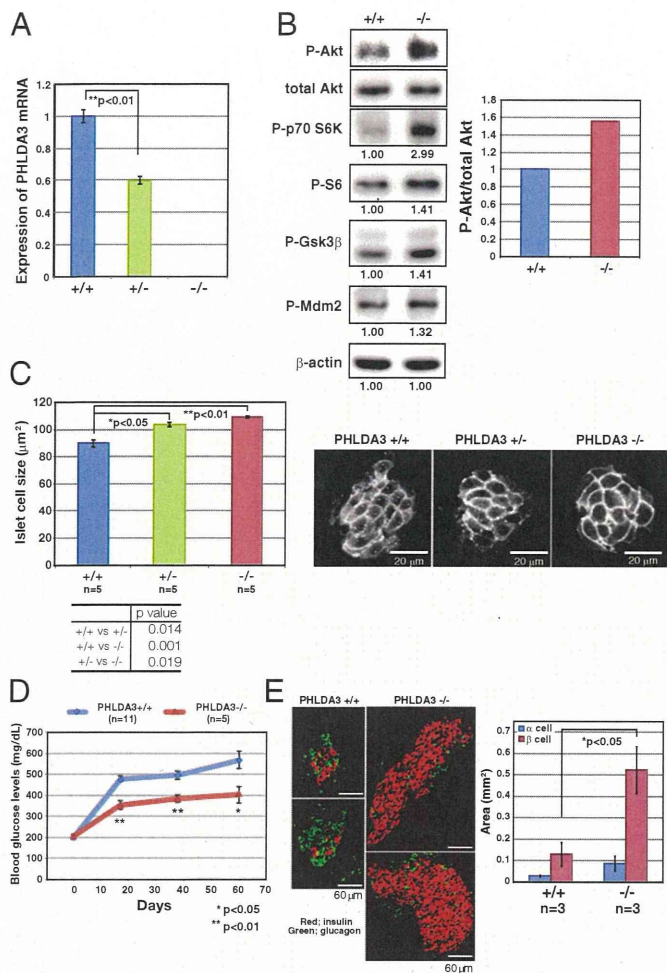 A
Expression of PHLDA3 mRNA
1.2
1
0.8
0.6
0.4
0.2
0
**p<0.01
+/+
+/-
-/-
B
+/+
-/-
P-Akt
total Akt
P-p70 S6K
1.00
2.99
P-S6
1.00
1.41
P-Gsk3β
1.00
1.41
P-Mdm2
1.00
1.32
β-actin
1.00
1.00
P-Akt/total Akt
1.8
1.6
1.4
1.2
1
0.8
0.6
0.4
0.2
0
+/+
-/-
C
Islet cell size (μm²)
120
100
80
60
40
20
0
*p<0.05
**p<0.01
+/+
n=5
+/-
n=5
-/-
n=5
p value
+/+ vs +/- 0.014
+/+ vs -/- 0.001
+/- vs -/- 0.019
PHLDA3 +/+
PHLDA3 +/-
PHLDA3 -/-
20 μm
20 μm
20 μm
D
PHLDA3+/+
(n=11)
PHLDA3-/-
(n=5)
Blood glucose levels (mg/dL)
700
600
500
400
300
200
100
0
**
**
*
0
10
20
30
40
50
60
70
Days
* p<0.05
** p<0.01
E
PHLDA3 +/+
PHLDA3 -/-
60 μm
Red; insulin
Green; glucagon
60 μm
α cell
β cell
*p<0.05
Area (mm²)
0.7
0.6
0.5
0.4
0.3
0.2
0.1
0
+/+
n=3
-/-
n=3